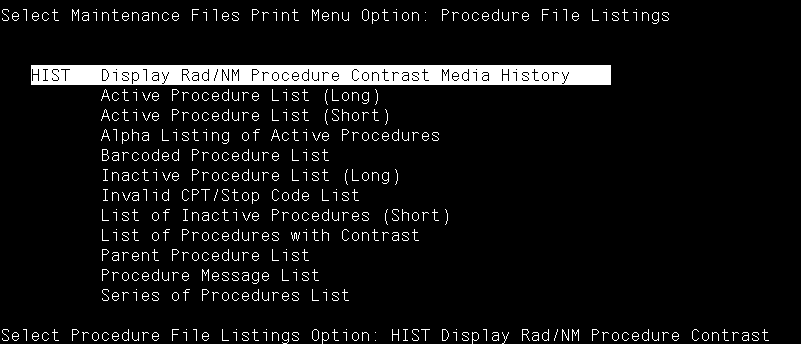 Select Maintenance Files Print Menu Option: Procedure File Listings
HIST   Display Rad/NM Procedure Contrast Media History
Active Procedure List (Long)
Active Procedure List (Short)
Alpha Listing of Active Procedures
Barcoded Procedure List
Inactive Procedure List (Long)
Invalid CPT/Stop Code List
List of Inactive Procedures (Short)
List of Procedures with Contrast
Parent Procedure List
Procedure Message List
Series of Procedures List
Select Procedure File Listings Option: HIST Display Rad/NM Procedure Contrast